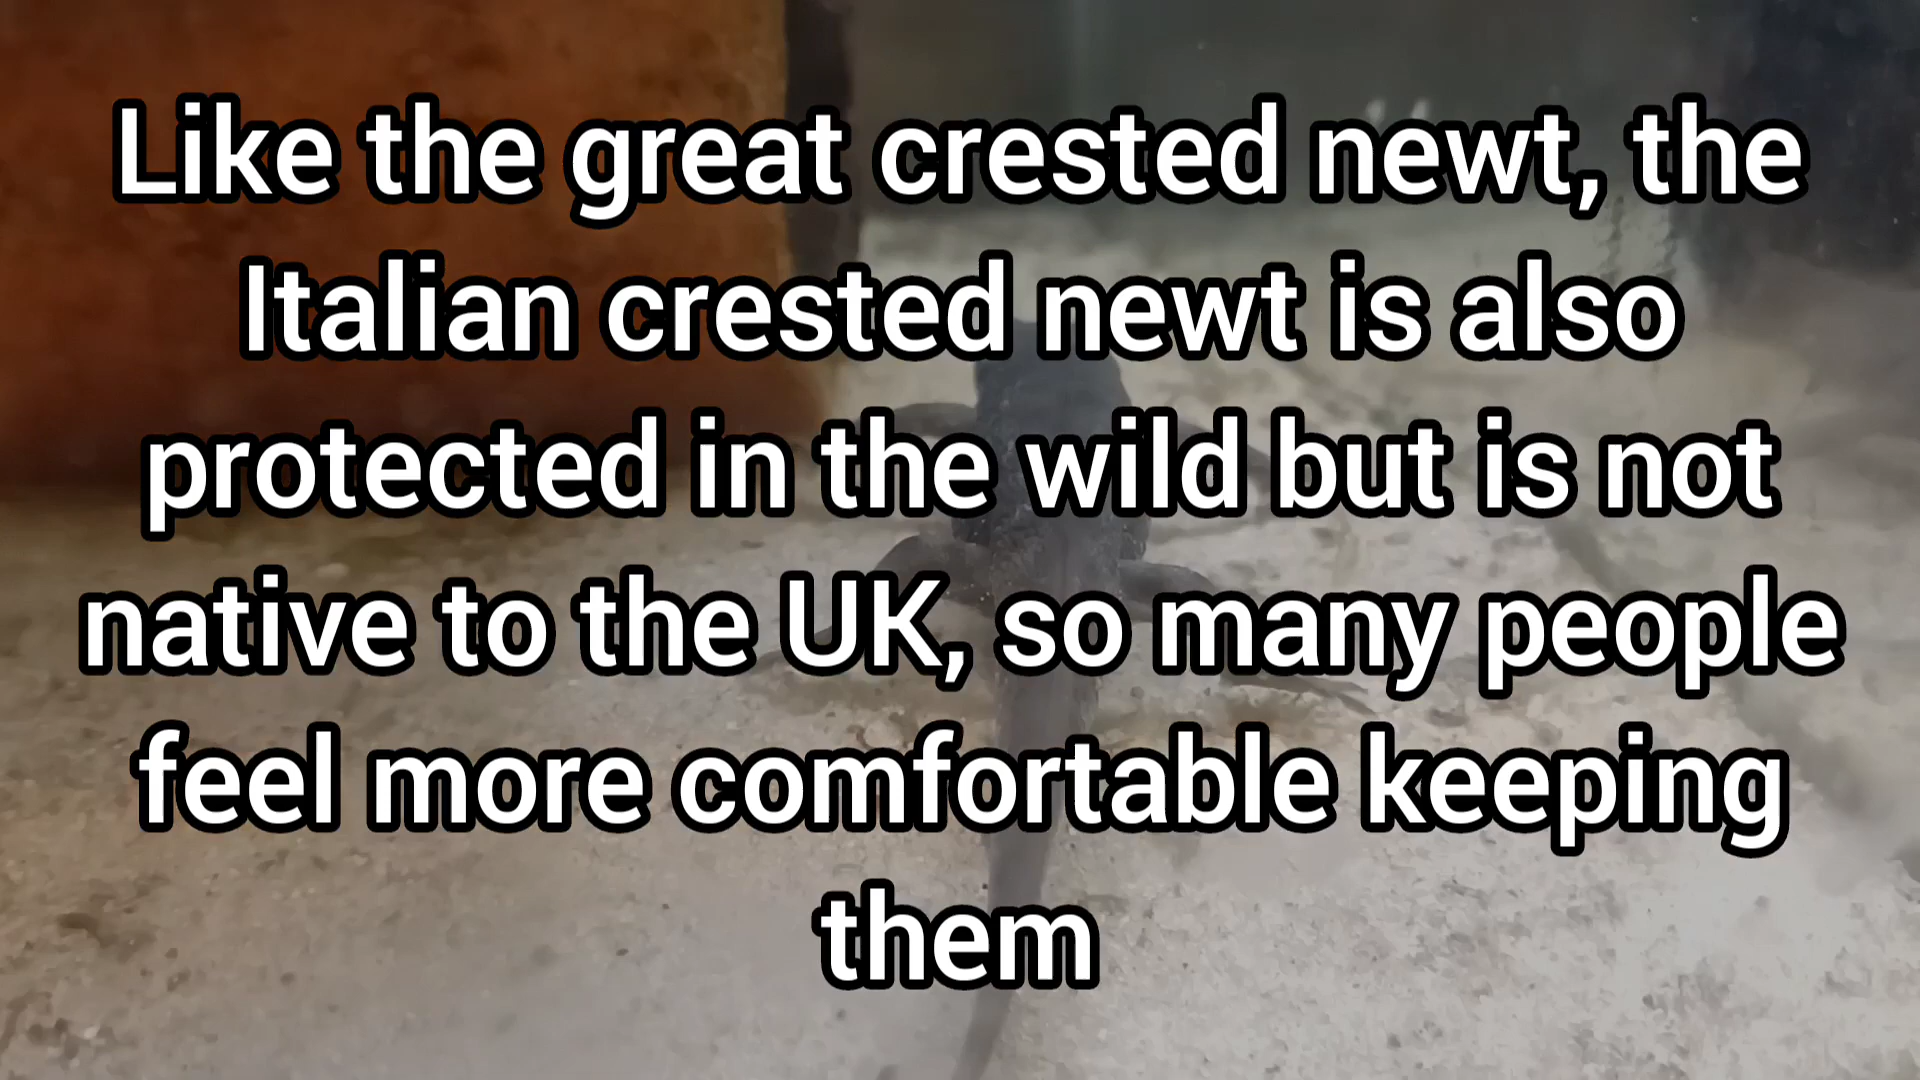 Like the great crested newt, the
Italian crested newt is also
protected in the wild but is not
native to the UK, so many people
feel more comfortable keeping
them